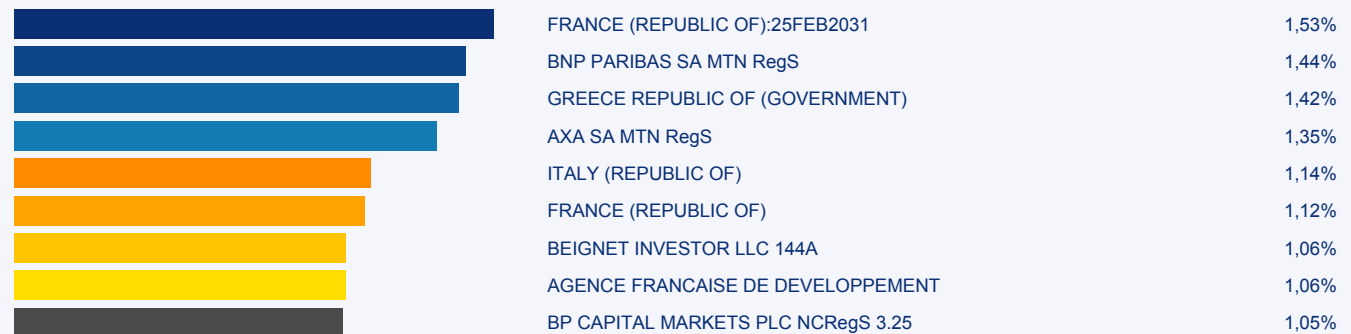 FRANCE (REPUBLIC OF):25FEB2031 1,53%
BNP PARIBAS SA MTN RegS 1,44%
GREECE REPUBLIC OF (GOVERNMENT) 1,42%
AXA SA MTN RegS 1,35%
ITALY (REPUBLIC OF) 1,14%
FRANCE (REPUBLIC OF) 1,12%
BEIGNET INVESTOR LLC 144A 1,06%
AGENCE FRANCAISE DE DEVELOPPEMENT 1,06%
BP CAPITAL MARKETS PLC NCRegS 3.25 1,05%